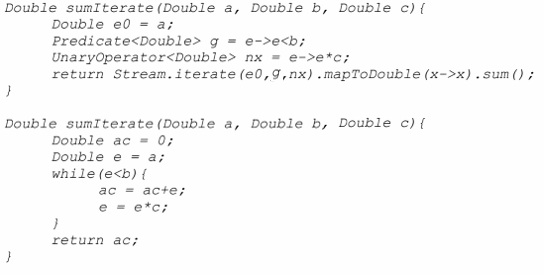 Double sumIterate(Double a, Double b, Double c){
Double e0 = a;
Predicate<Double> g = e->e<b;
UnaryOperator<Double> nx = e->e*c;
return Stream.iterate(e0,g,nx).mapToDouble(x->x).sum();
}
Double sumIterate(Double a, Double b, Double c){
Double ac = 0;
Double e = a;
while(e<b){
ac = ac+e;
e = e*c;
}
return ac;
}